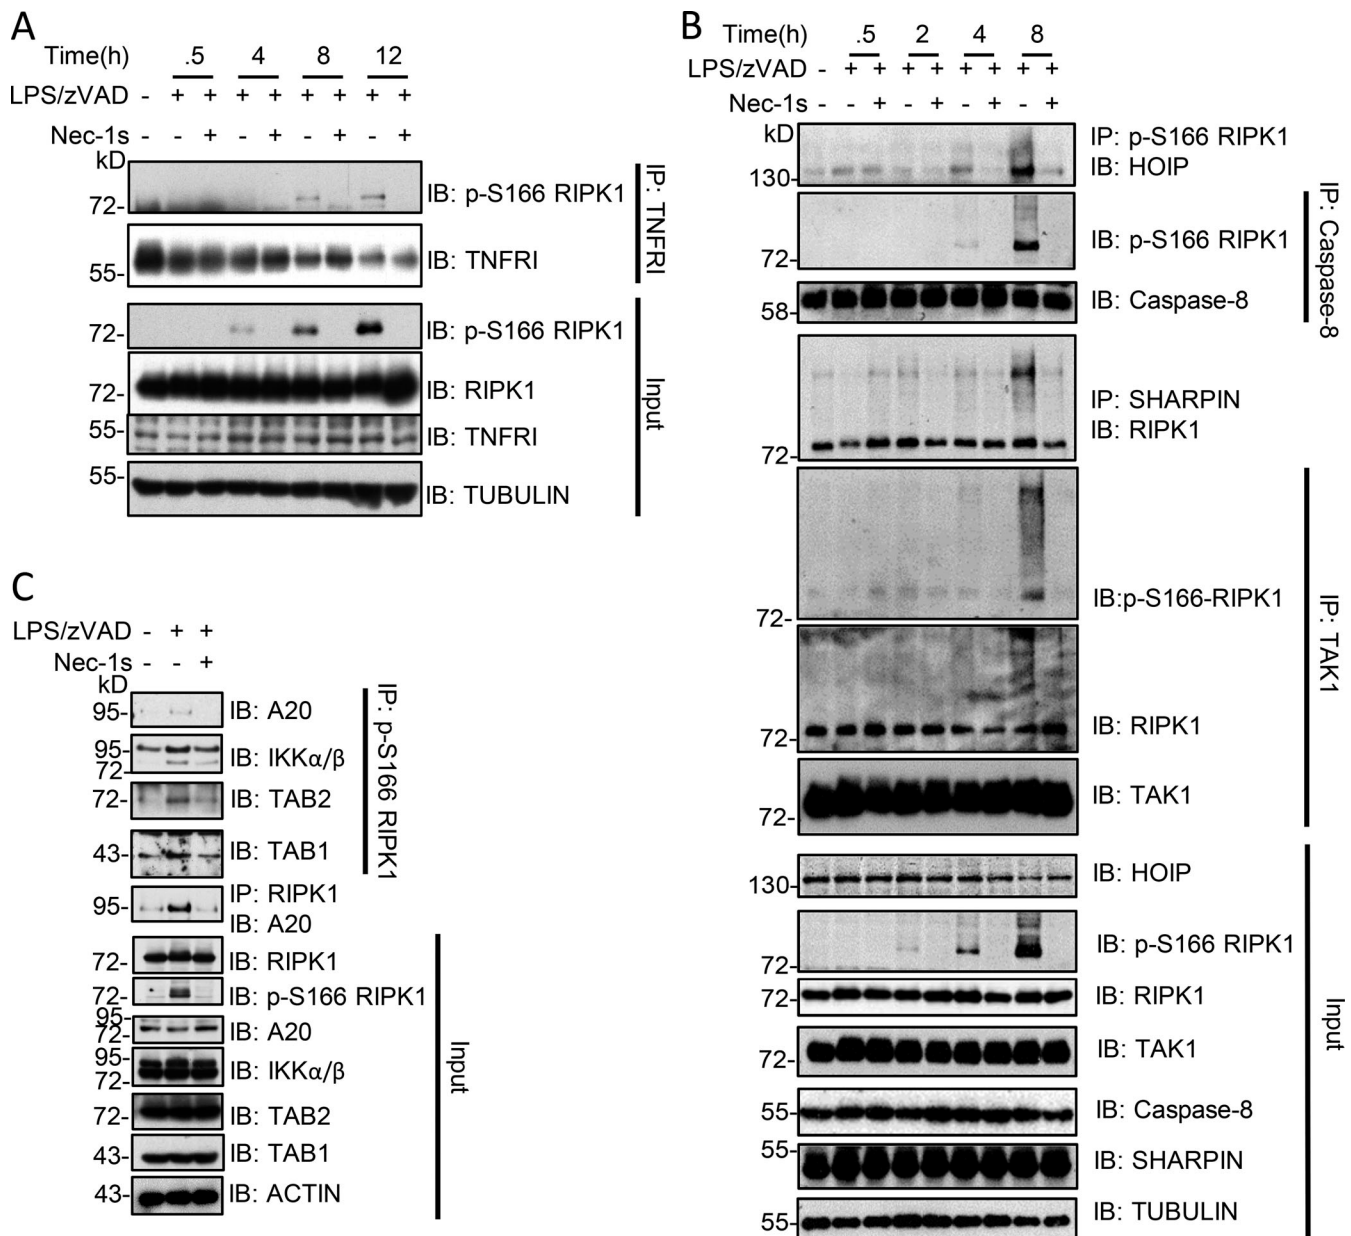 A
Time(h) .5 4 8 12
LPS/zVAD - + + + + + + + +
Nec-1s - + - + - + - +
kD
72- IB: p-S166 RIPK1
55- IB: TNFRI
IP: TNFRI
72- IB: p-S166 RIPK1
72- IB: RIPK1
55- IB: TNFRI
55- IB: TUBULIN
Input
B
Time(h) .5 2 4 8
LPS/zVAD - + + + + + + + +
Nec-1s - - + - + - + - +
kD
IP: p-S166 RIPK1
130- IB: HOIP
72- IB: p-S166 RIPK1
58- IB: Caspase-8
IP: Caspase-8
IP: SHARPIN
IB: RIPK1
72-
72- IB:p-S166-RIPK1
72- IB: RIPK1
72- IB: TAK1
IP: TAK1
130- IB: HOIP
72- IB: p-S166 RIPK1
72- IB: RIPK1
72- IB: TAK1
55- IB: Caspase-8
55- IB: SHARPIN
55- IB: TUBULIN
Input
C
LPS/zVAD - + +
Nec-1s - - +
kD
95- IB: A20
95- IB: IKKα/β
72-
72- IB: TAB2
43- IB: TAB1
IP: p-S166 RIPK1
IP: RIPK1
95- IB: A20
72- IB: RIPK1
72- IB: p-S166 RIPK1
95-
72- IB: A20
95- IB: IKKα/β
72-
72- IB: TAB2
43- IB: TAB1
43- IB: ACTIN
Input